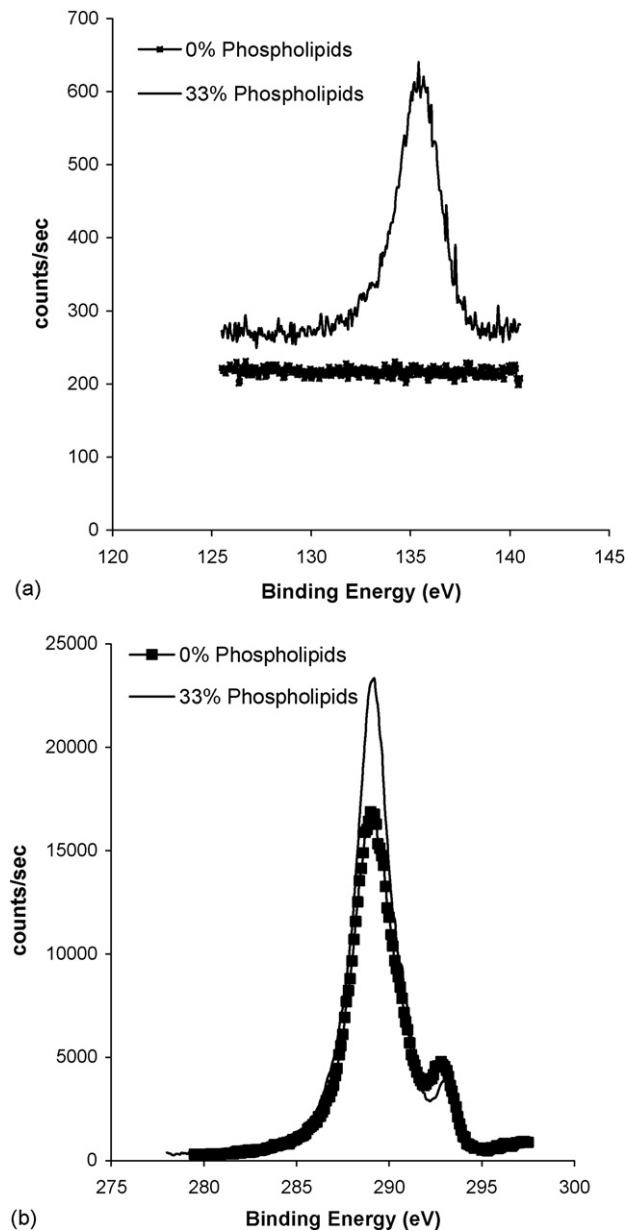 700
600
500
400
300
200
100
0
counts/sec
0% Phospholipids
33% Phospholipids
120
125
130
135
140
145
(a)
Binding Energy (eV)
25000
20000
15000
10000
5000
0
counts/sec
0% Phospholipids
33% Phospholipids
275
280
285
290
295
300
(b)
Binding Energy (eV)